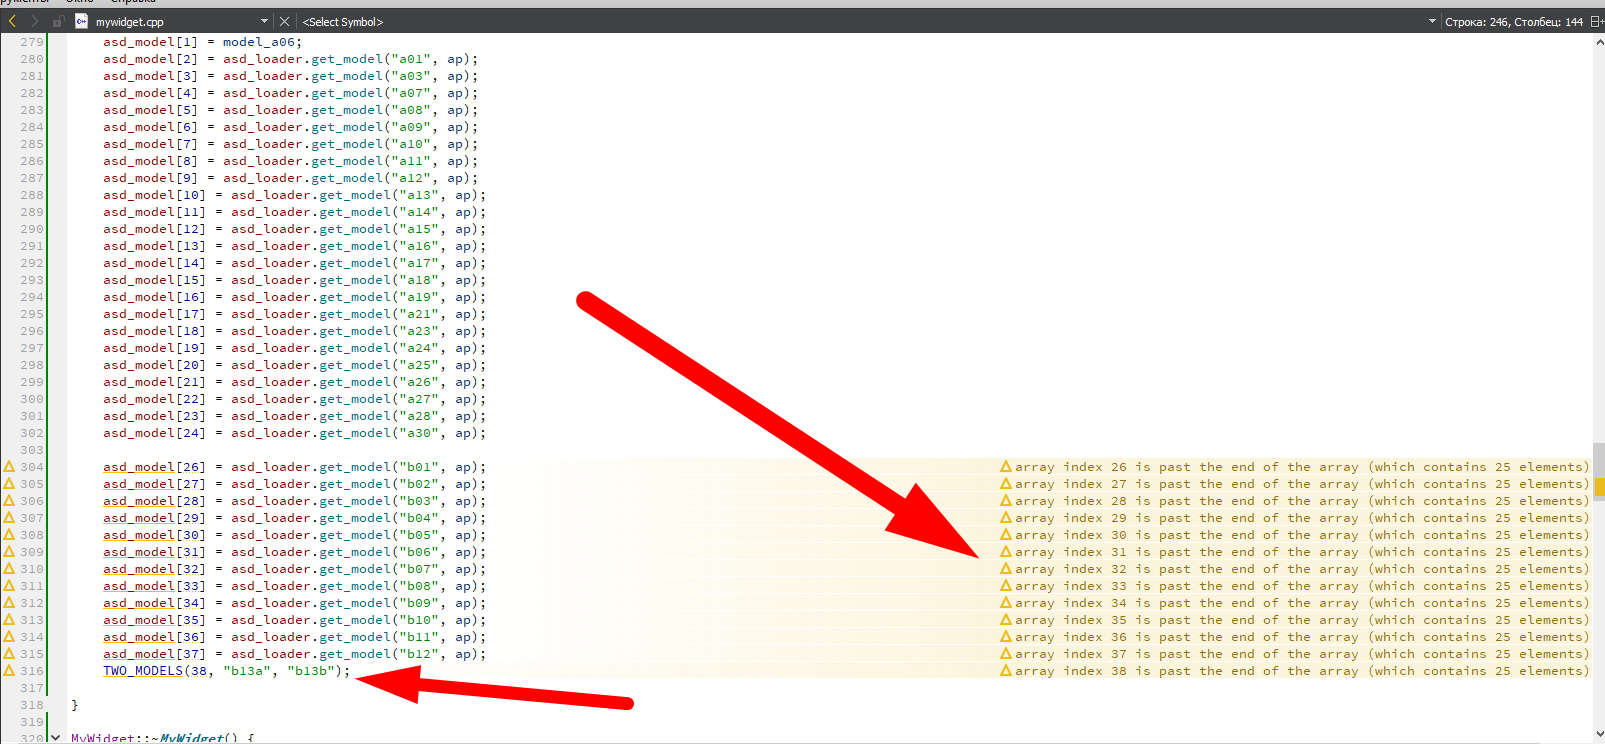 рументы Окно Справка
mywidget.cpp <Select Symbol> Строка: 246, Столбец: 144
279 asd_model[1] = model_a06;
280 asd_model[2] = asd_loader.get_model("a01", ap);
281 asd_model[3] = asd_loader.get_model("a03", ap);
282 asd_model[4] = asd_loader.get_model("a07", ap);
283 asd_model[5] = asd_loader.get_model("a08", ap);
284 asd_model[6] = asd_loader.get_model("a09", ap);
285 asd_model[7] = asd_loader.get_model("a10", ap);
286 asd_model[8] = asd_loader.get_model("a11", ap);
287 asd_model[9] = asd_loader.get_model("a12", ap);
288 asd_model[10] = asd_loader.get_model("a13", ap);
289 asd_model[11] = asd_loader.get_model("a14", ap);
290 asd_model[12] = asd_loader.get_model("a15", ap);
291 asd_model[13] = asd_loader.get_model("a16", ap);
292 asd_model[14] = asd_loader.get_model("a17", ap);
293 asd_model[15] = asd_loader.get_model("a18", ap);
294 asd_model[16] = asd_loader.get_model("a19", ap);
295 asd_model[17] = asd_loader.get_model("a21", ap);
296 asd_model[18] = asd_loader.get_model("a23", ap);
297 asd_model[19] = asd_loader.get_model("a24", ap);
298 asd_model[20] = asd_loader.get_model("a25", ap);
299 asd_model[21] = asd_loader.get_model("a26", ap);
300 asd_model[22] = asd_loader.get_model("a27", ap);
301 asd_model[23] = asd_loader.get_model("a28", ap);
302 asd_model[24] = asd_loader.get_model("a30", ap);
303
304 asd_model[26] = asd_loader.get_model("b01", ap); array index 26 is past the end of the array (which contains 25 elements)
305 asd_model[27] = asd_loader.get_model("b02", ap); array index 27 is past the end of the array (which contains 25 elements)
306 asd_model[28] = asd_loader.get_model("b03", ap); array index 28 is past the end of the array (which contains 25 elements)
307 asd_model[29] = asd_loader.get_model("b04", ap); array index 29 is past the end of the array (which contains 25 elements)
308 asd_model[30] = asd_loader.get_model("b05", ap); array index 30 is past the end of the array (which contains 25 elements)
309 asd_model[31] = asd_loader.get_model("b06", ap); array index 31 is past the end of the array (which contains 25 elements)
310 asd_model[32] = asd_loader.get_model("b07", ap); array index 32 is past the end of the array (which contains 25 elements)
311 asd_model[33] = asd_loader.get_model("b08", ap); array index 33 is past the end of the array (which contains 25 elements)
312 asd_model[34] = asd_loader.get_model("b09", ap); array index 34 is past the end of the array (which contains 25 elements)
313 asd_model[35] = asd_loader.get_model("b10", ap); array index 35 is past the end of the array (which contains 25 elements)
314 asd_model[36] = asd_loader.get_model("b11", ap); array index 36 is past the end of the array (which contains 25 elements)
315 asd_model[37] = asd_loader.get_model("b12", ap); array index 37 is past the end of the array (which contains 25 elements)
316 TWO_MODELS(38, "b13a", "b13b"); array index 38 is past the end of the array (which contains 25 elements)
317
318 }
319
320 MyWidget::~MyWidget() {